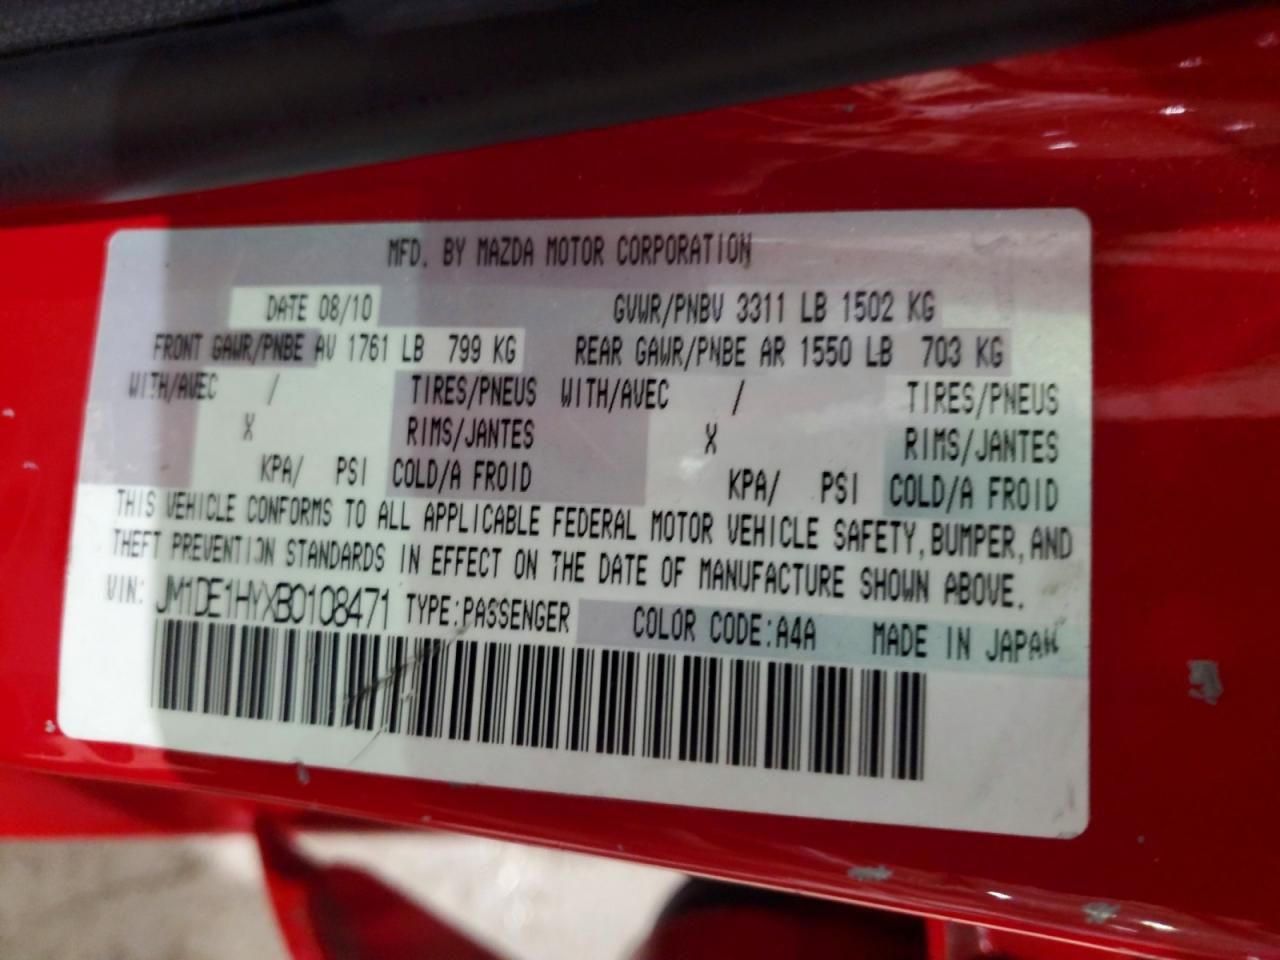 MFD. BY MAZDA MOTOR CORPORATION
DATE 08/10 GVWR/PNBV 3311 LB 1502 KG
FRONT GAWR/PNBE AV 1761 LB 799 KG REAR GAWR/PNBE AR 1550 LB 703 KG
WITH/AVEC / TIRES/PNEUS WITH/AVEC / TIRES/PNEUS
X RIMS/JANTES X RIMS/JANTES
KPA/ PSI COLD/A FROID KPA/ PSI COLD/A FROID
THIS VEHICLE CONFORMS TO ALL APPLICABLE FEDERAL MOTOR VEHICLE SAFETY, BUMPER, AND
THEFT PREVENTION STANDARDS IN EFFECT ON THE DATE OF MANUFACTURE SHOWN ABOVE.
VIN: JM1DE1HYXB0108471 TYPE:PASSENGER COLOR CODE:A4A MADE IN JAPAN